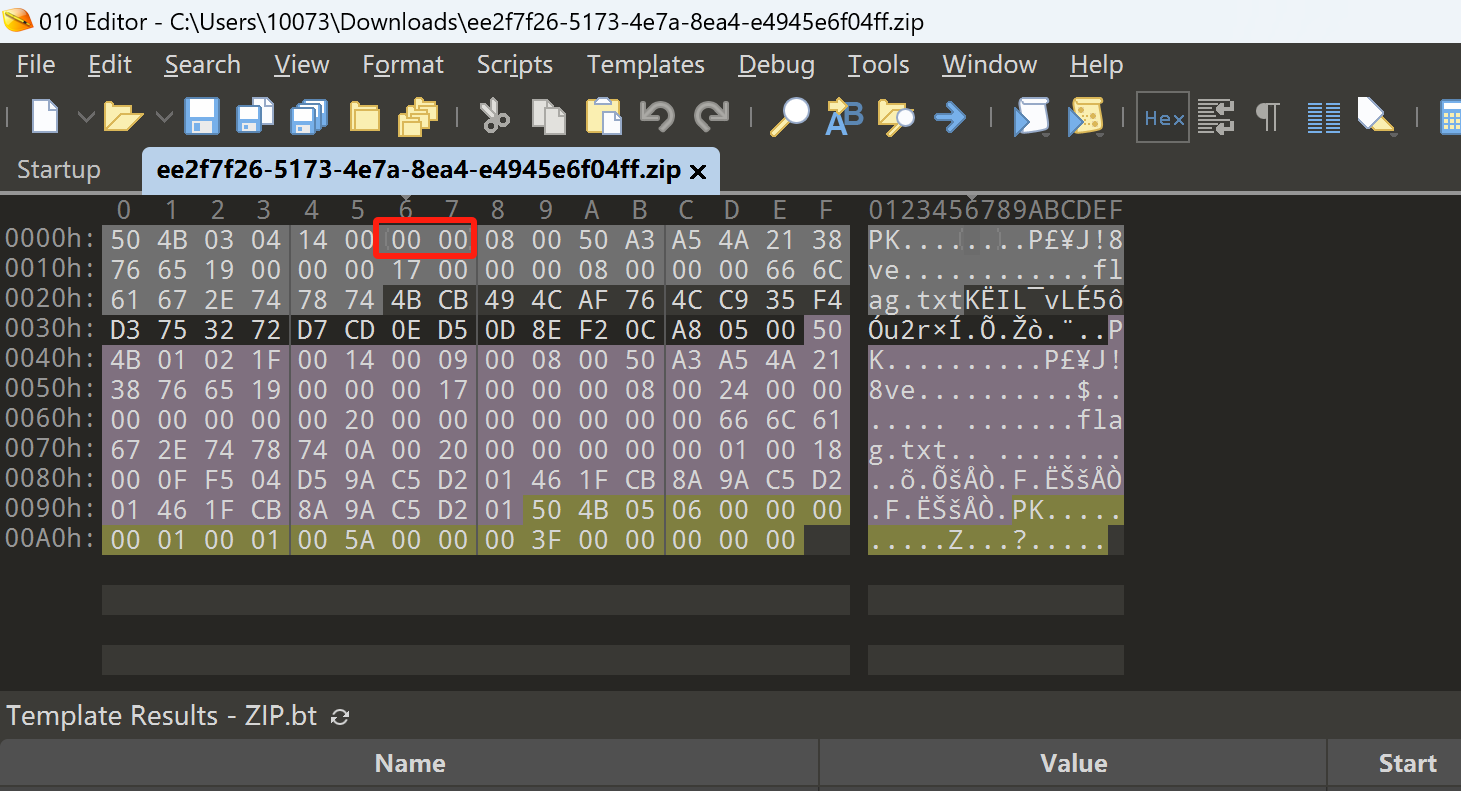 010 Editor - C:\Users\10073\Downloads\ee2f7f26-5173-4e7a-8ea4-e4945e6f04ff.zip
File Edit Search View Format Scripts Templates Debug Tools Window Help
Hex
Startup ee2f7f26-5173-4e7a-8ea4-e4945e6f04ff.zip ×
0 1 2 3 4 5 6 7 8 9 A B C D E F 0123456789ABCDEF
0000h: 50 4B 03 04 14 00 00 00 08 00 50 A3 A5 4A 21 38 PK........P£¥J!8
0010h: 76 65 19 00 00 00 17 00 00 00 08 00 00 00 66 6C ve............fl
0020h: 61 67 2E 74 78 74 4B CB 49 4C AF 76 4C C9 35 F4 ag.txtKËIL¯vLÉ5ô
0030h: D3 75 32 72 D7 CD 0E D5 0D 8E F2 0C A8 05 00 50 Óu2r×Í.Õ.Žò.¨..P
0040h: 4B 01 02 1F 00 14 00 09 00 08 00 50 A3 A5 4A 21 K..........P£¥J!
0050h: 38 76 65 19 00 00 00 17 00 00 00 08 00 24 00 00 8ve..........$..
0060h: 00 00 00 00 00 20 00 00 00 00 00 00 00 66 6C 61 ..... .......fla
0070h: 67 2E 74 78 74 0A 00 20 00 00 00 00 00 01 00 18 g.txt.. ........
0080h: 00 0F F5 04 D5 9A C5 D2 01 46 1F CB 8A 9A C5 D2 ..õ.ÕšÅÒ.F.ËŠšÅÒ
0090h: 01 46 1F CB 8A 9A C5 D2 01 50 4B 05 06 00 00 00 .F.ËŠšÅÒ.PK.....
00A0h: 00 01 00 01 00 5A 00 00 00 3F 00 00 00 00 00 .....Z...?.....
Template Results - ZIP.bt
Name Value Start